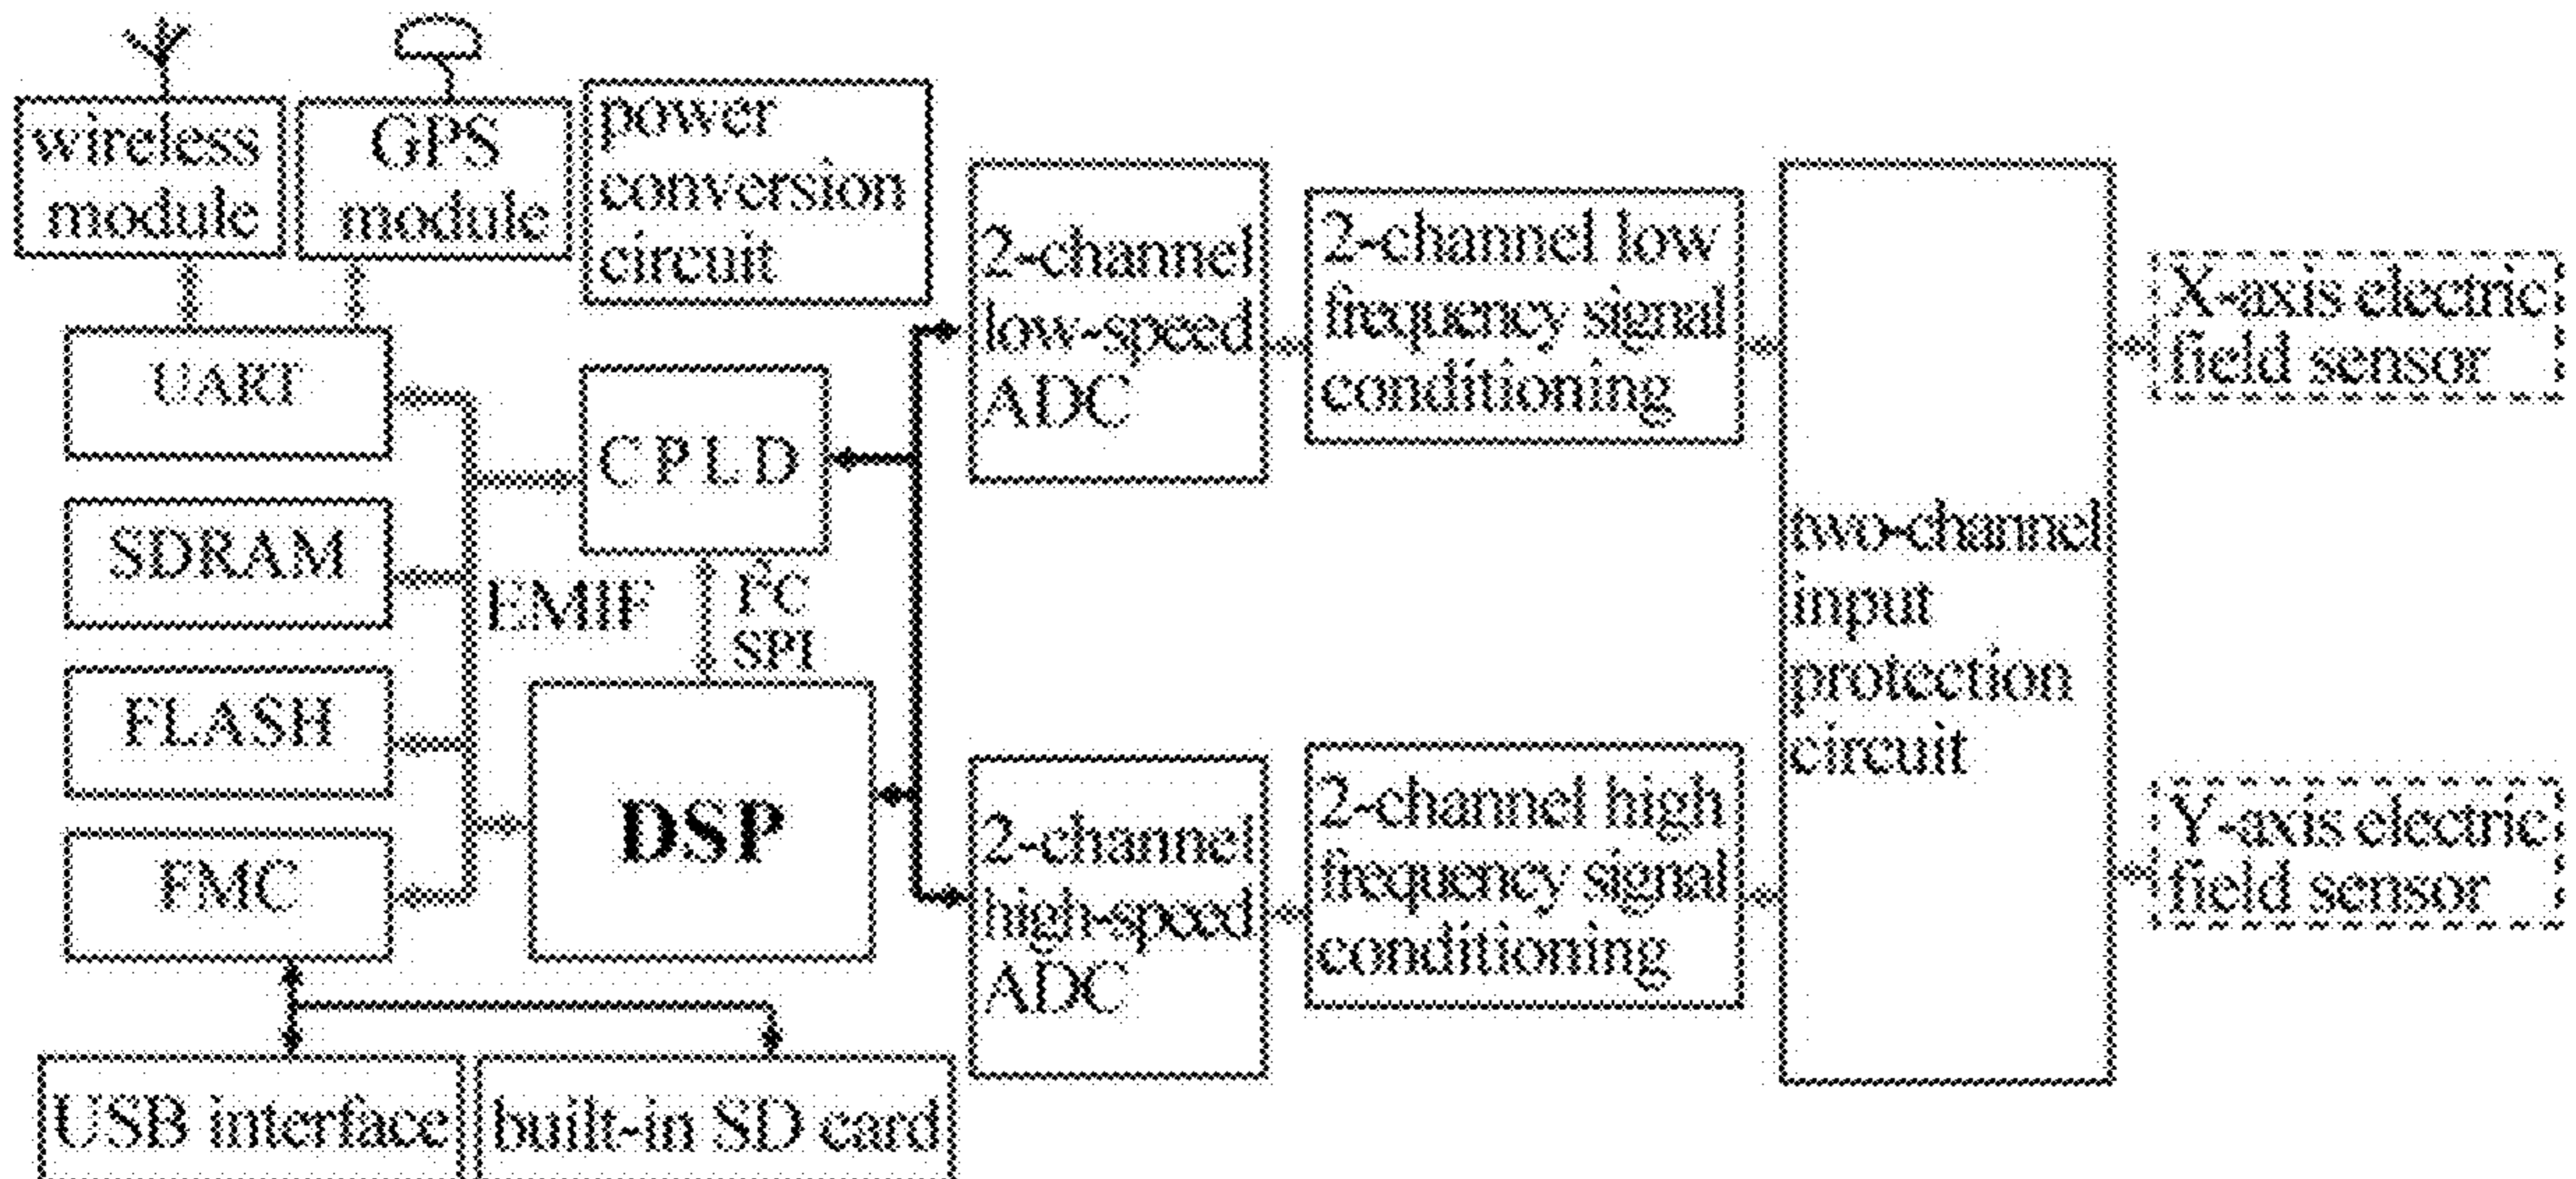 wireless
module
GPS
module
power
conversion
circuit
UART
SDRAM
FLASH
FMC
EMIF
CPLD
I²C
SPI
DSP
USB interface
built-in SD card
2-channel
low-speed
ADC
2-channel low
frequency signal
conditioning
2-channel
high-speed
ADC
2-channel high
frequency signal
conditioning
two-channel
input
protection
circuit
X-axis electric
field sensor
Y-axis electric
field sensor